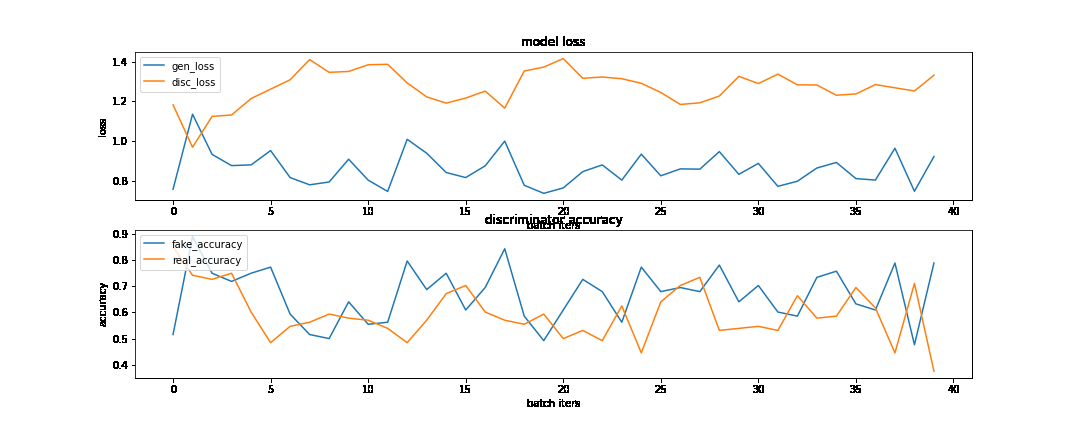 model loss
gen_loss
disc_loss
loss
1.4
1.2
1.0
0.8
0 5 10 15 20 25 30 35 40
batch iters
discriminator accuracy
fake_accuracy
real_accuracy
accuracy
0.9
0.8
0.7
0.6
0.5
0.4
0 5 10 15 20 25 30 35 40
batch iters